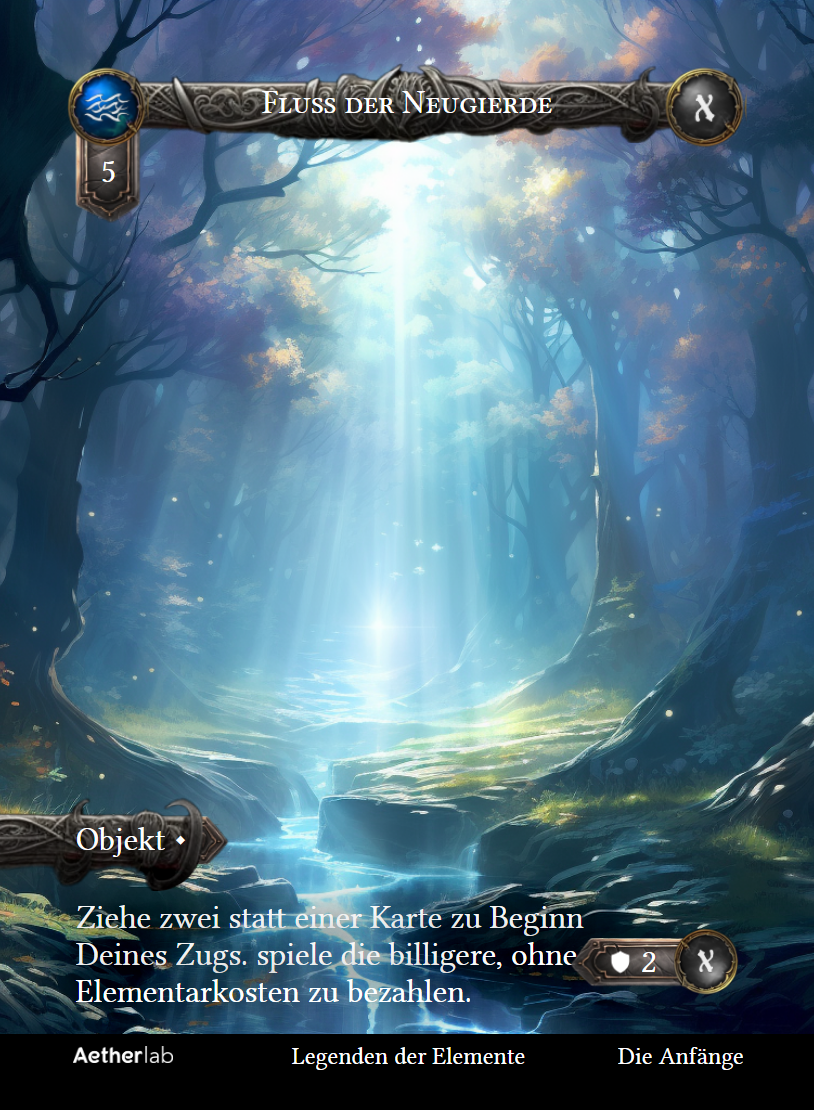 Fluss der Neugierde
5
Objekt •
Ziehe zwei statt einer Karte zu Beginn
Deines Zugs. spiele die billigere, ohne
Elementarkosten zu bezahlen.
2
Aetherlab
Legenden der Elemente
Die Anfänge